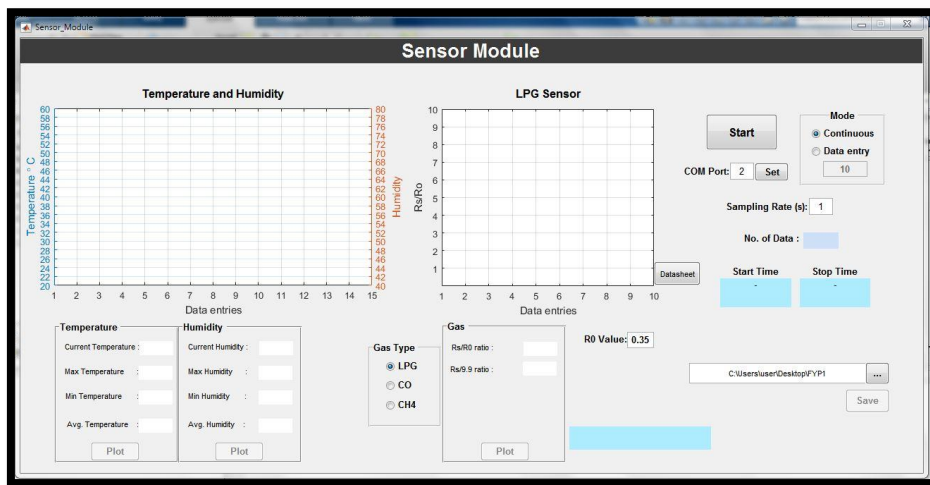 Sensor_Module
Sensor Module
Temperature and Humidity
LPG Sensor
60
58
56
54
52
50
48
46
44
42
40
38
36
34
32
30
28
26
24
22
20
Temperature ° C
80
78
76
74
72
70
68
66
64
62
60
58
56
54
52
50
48
46
44
42
40
Humidity
1 2 3 4 5 6 7 8 9 10 11 12 13 14 15
Data entries
10
9
8
7
6
5
4
3
2
1
Rs/Ro
1 2 3 4 5 6 7 8 9 10
Data entries
Datasheet
Start
Mode
Continuous
Data entry
10
COM Port: 2 Set
Sampling Rate (s): 1
No. of Data :
Start Time Stop Time
- -
Temperature
Current Temperature :
Max Temperature :
Min Temperature :
Avg. Temperature :
Plot
Humidity
Current Humidity :
Max Humidity :
Min Humidity :
Avg. Humidity :
Plot
Gas Type
LPG
CO
CH4
Gas
Rs/R0 ratio :
Rs/9.9 ratio :
Plot
R0 Value: 0.35
C:\Users\user\Desktop\FYP1 ...
Save